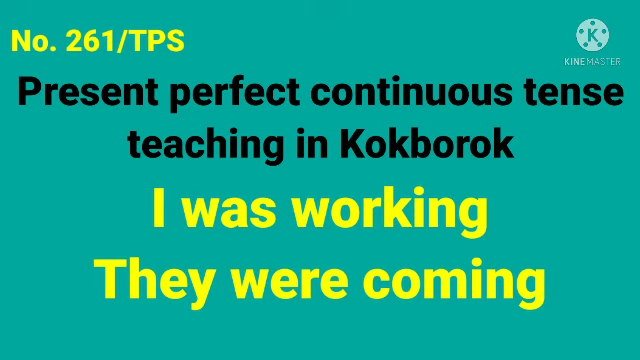 No. 261/TPS
K
KINEMASTER
Present perfect continuous tense
teaching in Kokborok
I was working
They were coming